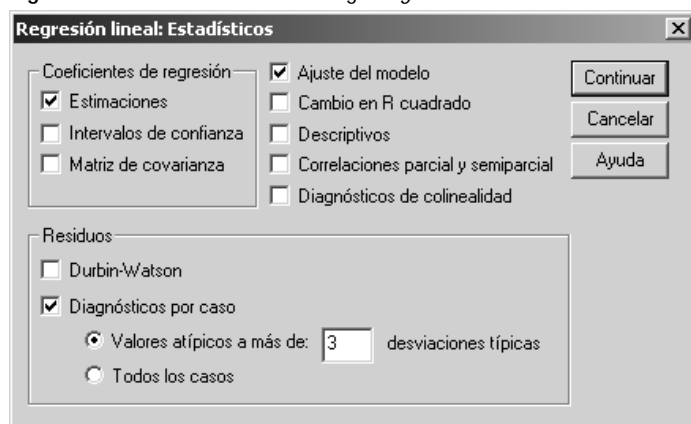 Regresión lineal: Estadísticos
Coeficientes de regresión
Estimaciones
Intervalos de confianza
Matriz de covarianza
Ajuste del modelo
Cambio en R cuadrado
Descriptivos
Correlaciones parcial y semiparcial
Diagnósticos de colinealidad
Continuar
Cancelar
Ayuda
Residuos
Durbin-Watson
Diagnósticos por caso
Valores atípicos a más de: 3 desviaciones típicas
Todos los casos